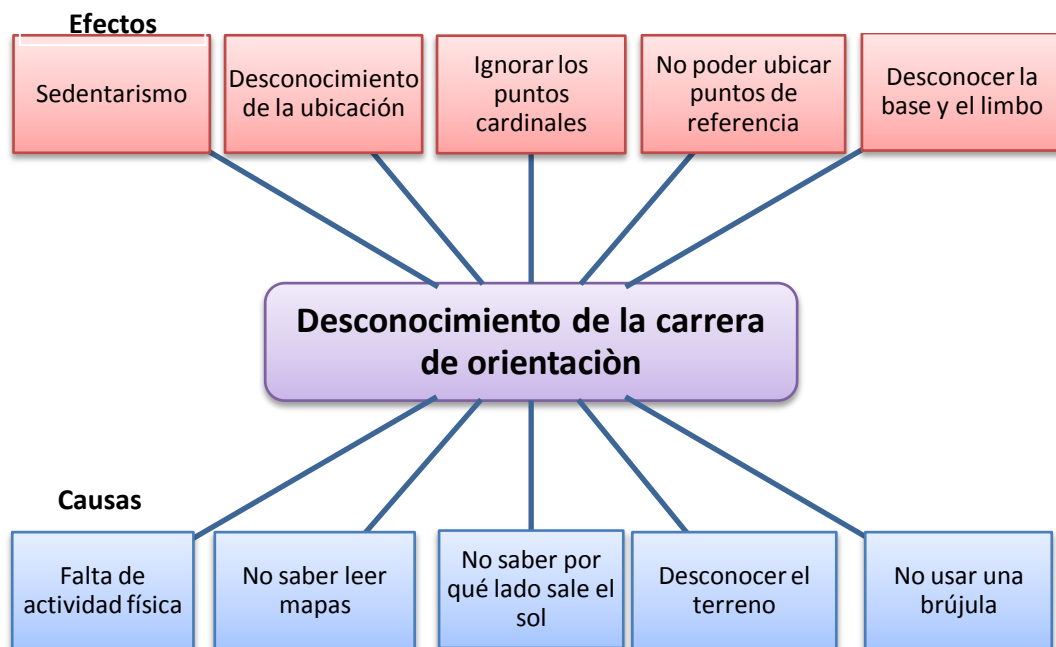 Efectos
Sedentarismo
Desconocimiento
de la ubicación
Ignorar los
puntos
cardinales
No poder ubicar
puntos de
referencia
Desconocer la
base y el limbo
Desconocimiento de la carrera
de orientaciòn
Causas
Falta de
actividad física
No saber leer
mapas
No saber por
qué lado sale el
sol
Desconocer el
terreno
No usar una
brújula